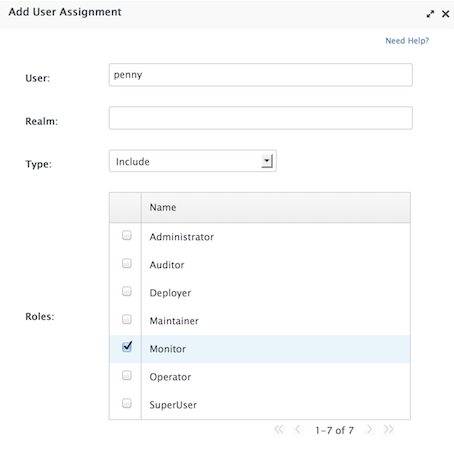 Add User Assignment
Need Help?
User: penny
Realm:
Type: Include
Name
Administrator
Auditor
Deployer
Maintainer
Roles:
Monitor
Operator
SuperUser
1-7 of 7